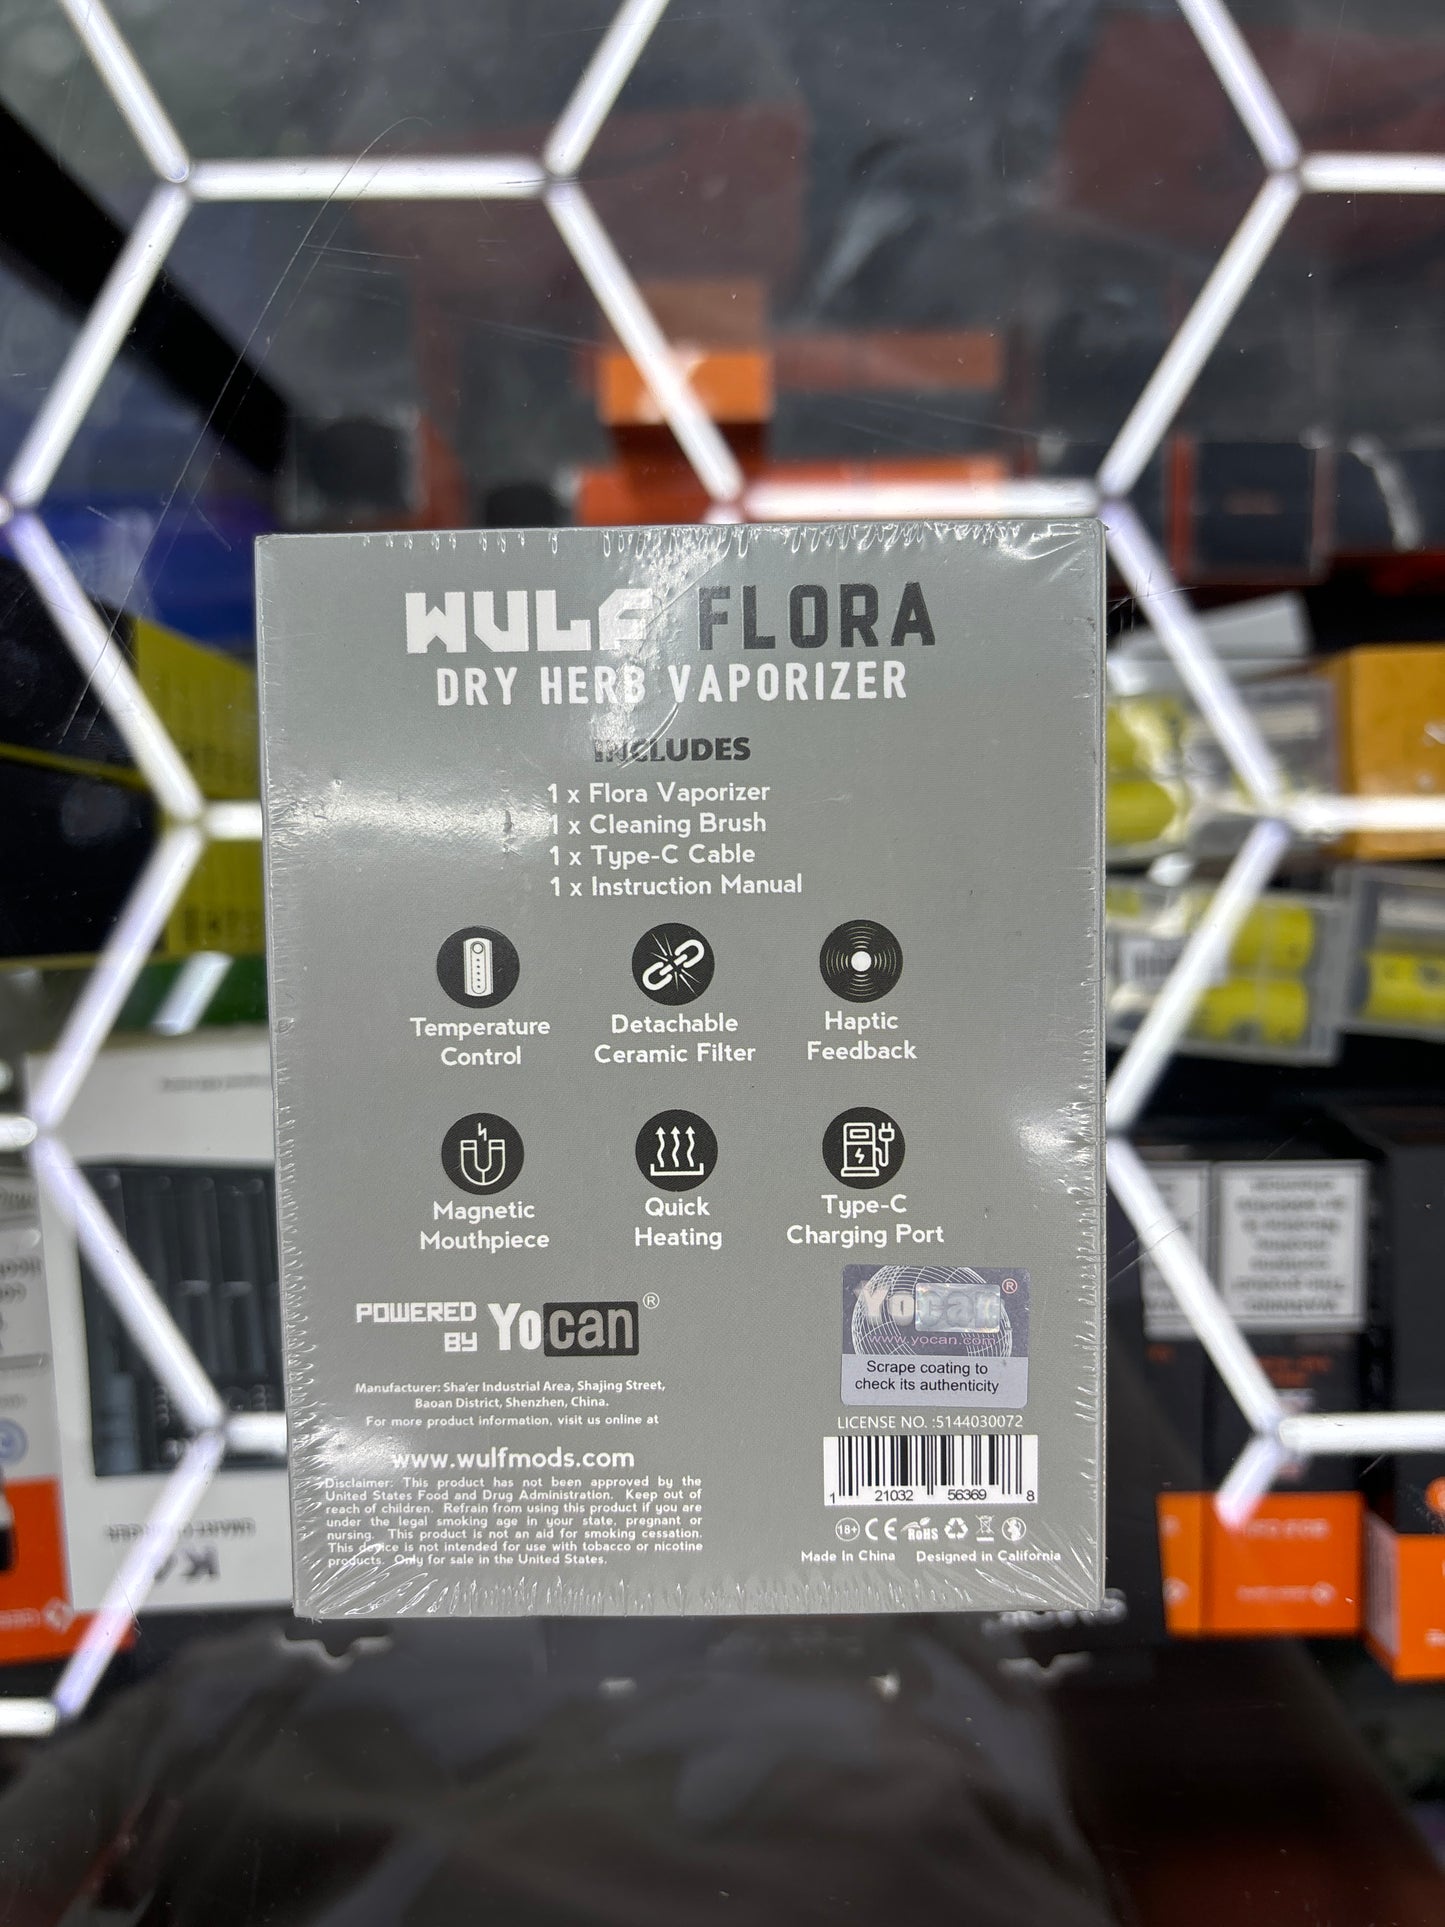 WULF FLORA
DRY HERB VAPORIZER
INCLUDES
1 x Flora Vaporizer
1 x Cleaning Brush
1 x Type-C Cable
1 x Instruction Manual
Temperature
Control
Detachable
Ceramic Filter
Haptic
Feedback
Magnetic
Mouthpiece
Quick
Heating
Type-C
Charging Port
POWERED
BY Yocan®
Yocan®
www.yocan.com
Scrape coating to
check its authenticity
Manufacturer: Sha'er Industrial Area, Shajing Street,
Baoan District, Shenzhen, China.
For more product information, visit us online at
www.wulfmods.com
Disclaimer: This product has not been approved by the
United States Food and Drug Administration. Keep out of
reach of children. Refrain from using this product if you are
under the legal smoking age in your state, pregnant or
nursing. This product is not an aid for smoking cessation.
This device is not intended for use with tobacco or nicotine
products. Only for sale in the United States.
LICENSE NO. :5144030072
1 21032 56369 8
18+ CE RoHS
Made In China Designed in California